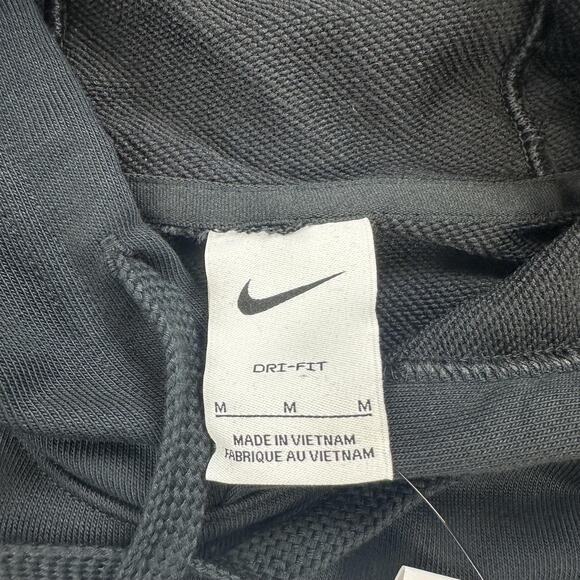 DRI-FIT
M M M
MADE IN VIETNAM
FABRIQUE AU VIETNAM